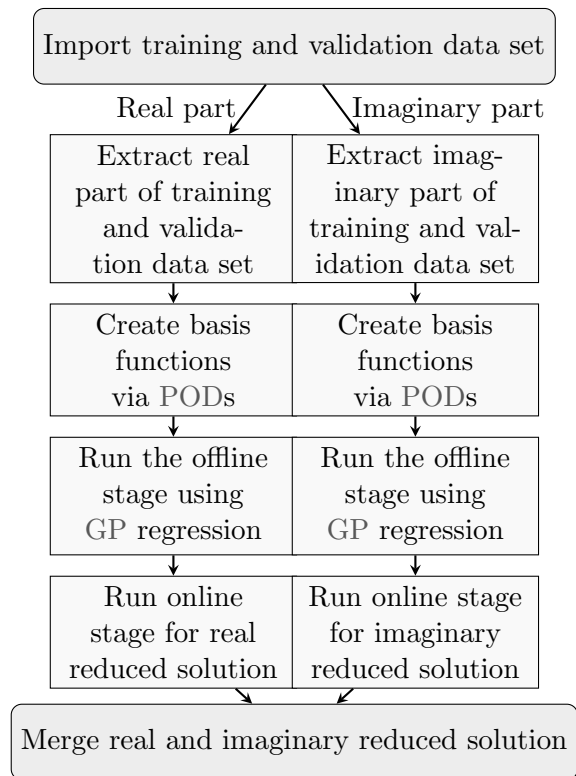 Import training and validation data set
Real part
Imaginary part
Extract real
part of training
and valida-
tion data set
Extract imag-
inary part of
training and val-
idation data set
Create basis
functions
via PODs
Create basis
functions
via PODs
Run the offline
stage using
GP regression
Run the offline
stage using
GP regression
Run online
stage for real
reduced solution
Run online stage
for imaginary
reduced solution
Merge real and imaginary reduced solution